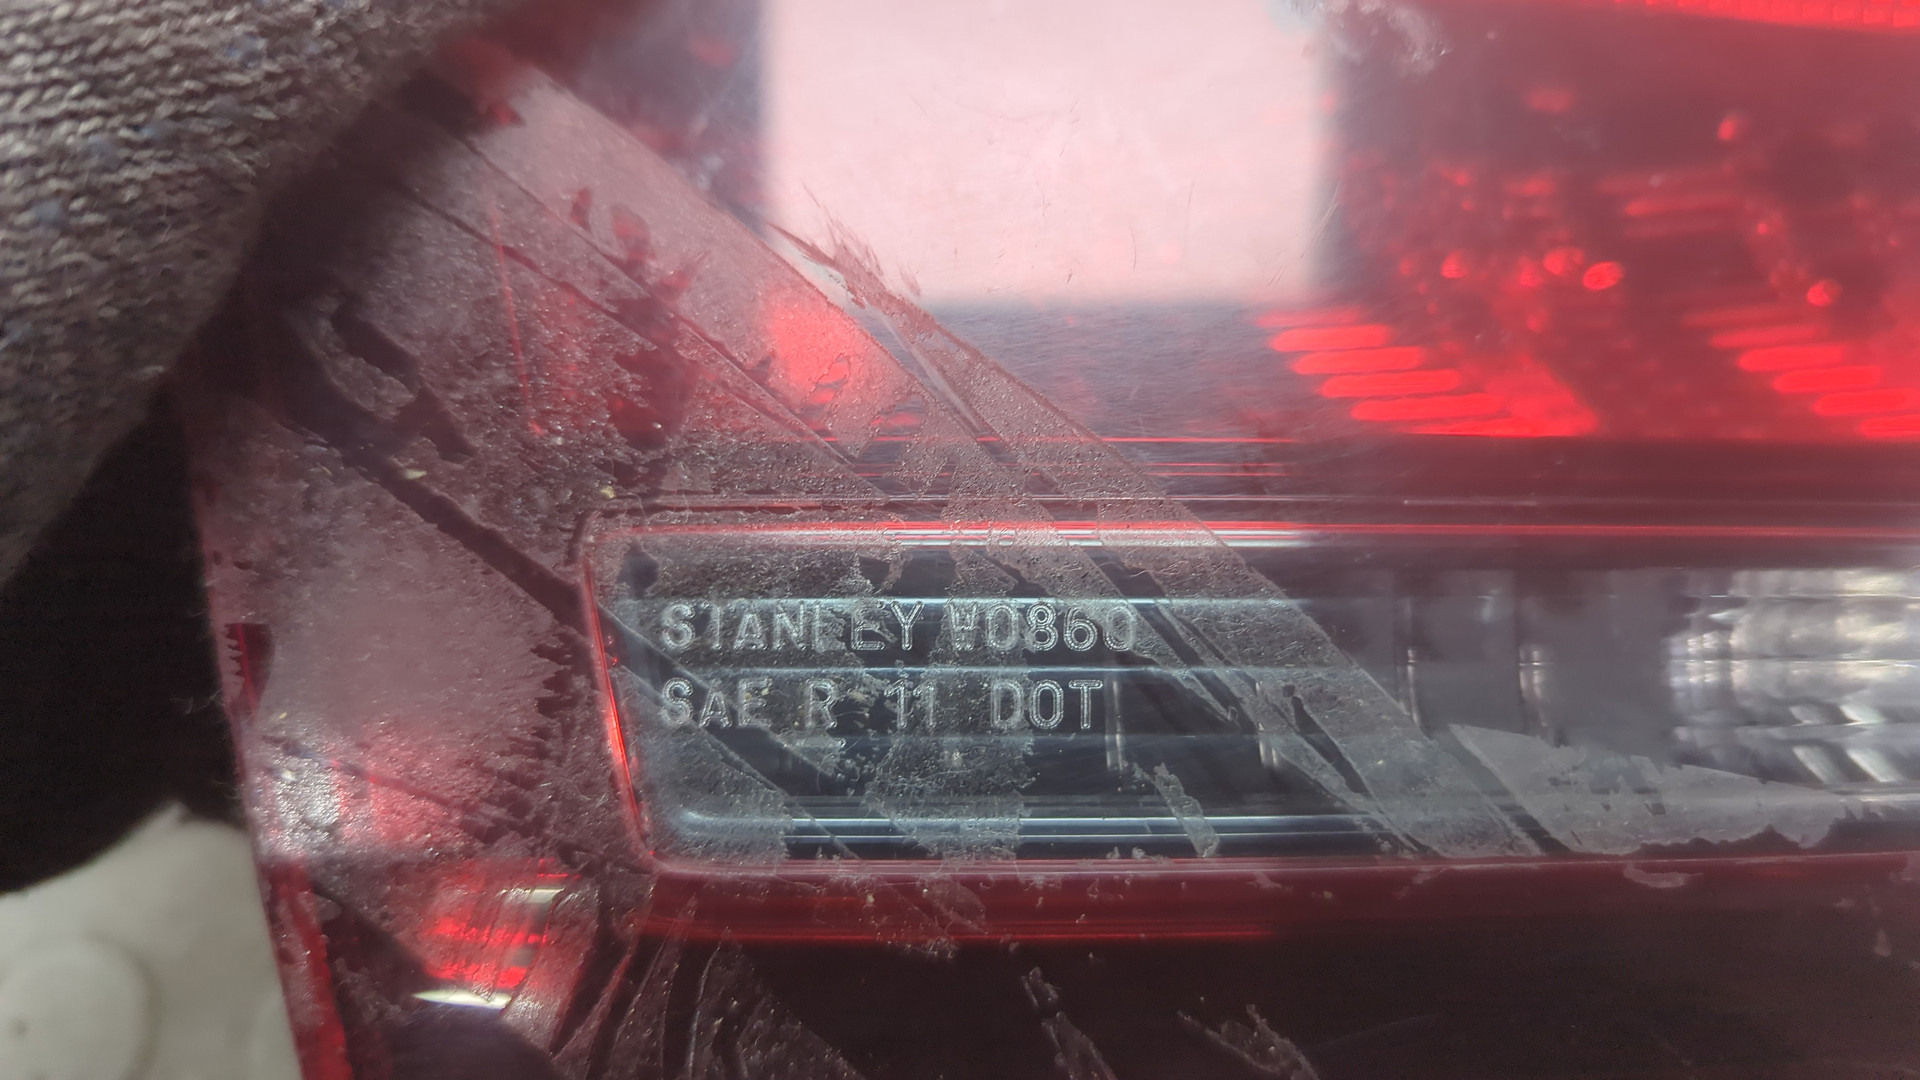 STANLEY W0860
SAE R 11 DOT